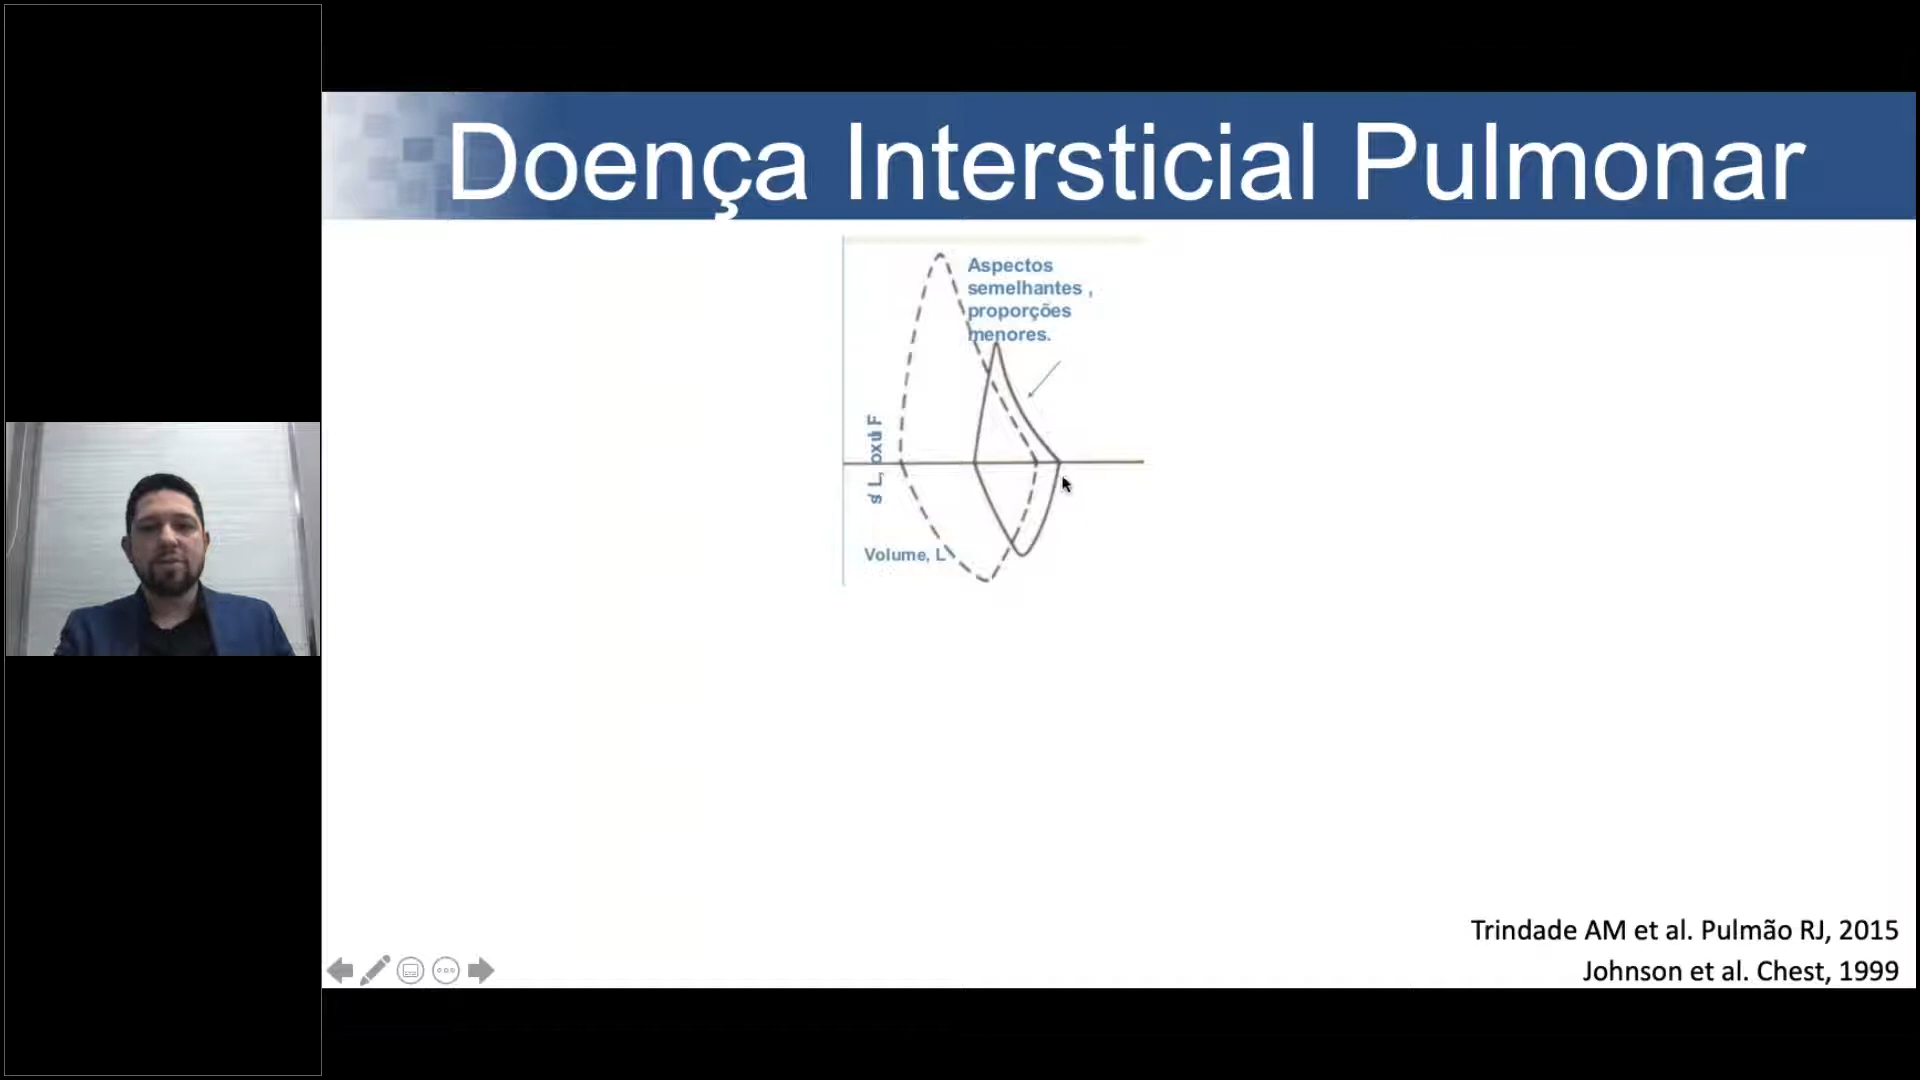 Doença Intersticial Pulmonar
Aspectos
semelhantes ,
proporções
menores.
s/ L, oxu F
Volume, L
Trindade AM et al. Pulmão RJ, 2015
Johnson et al. Chest, 1999